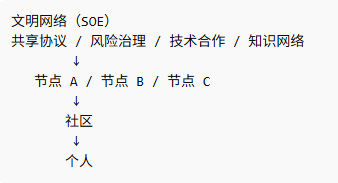 文明网络（SOE）
共享协议 / 风险治理 / 技术合作 / 知识网络
↓
节点 A / 节点 B / 节点 C
↓
社区
↓
个人